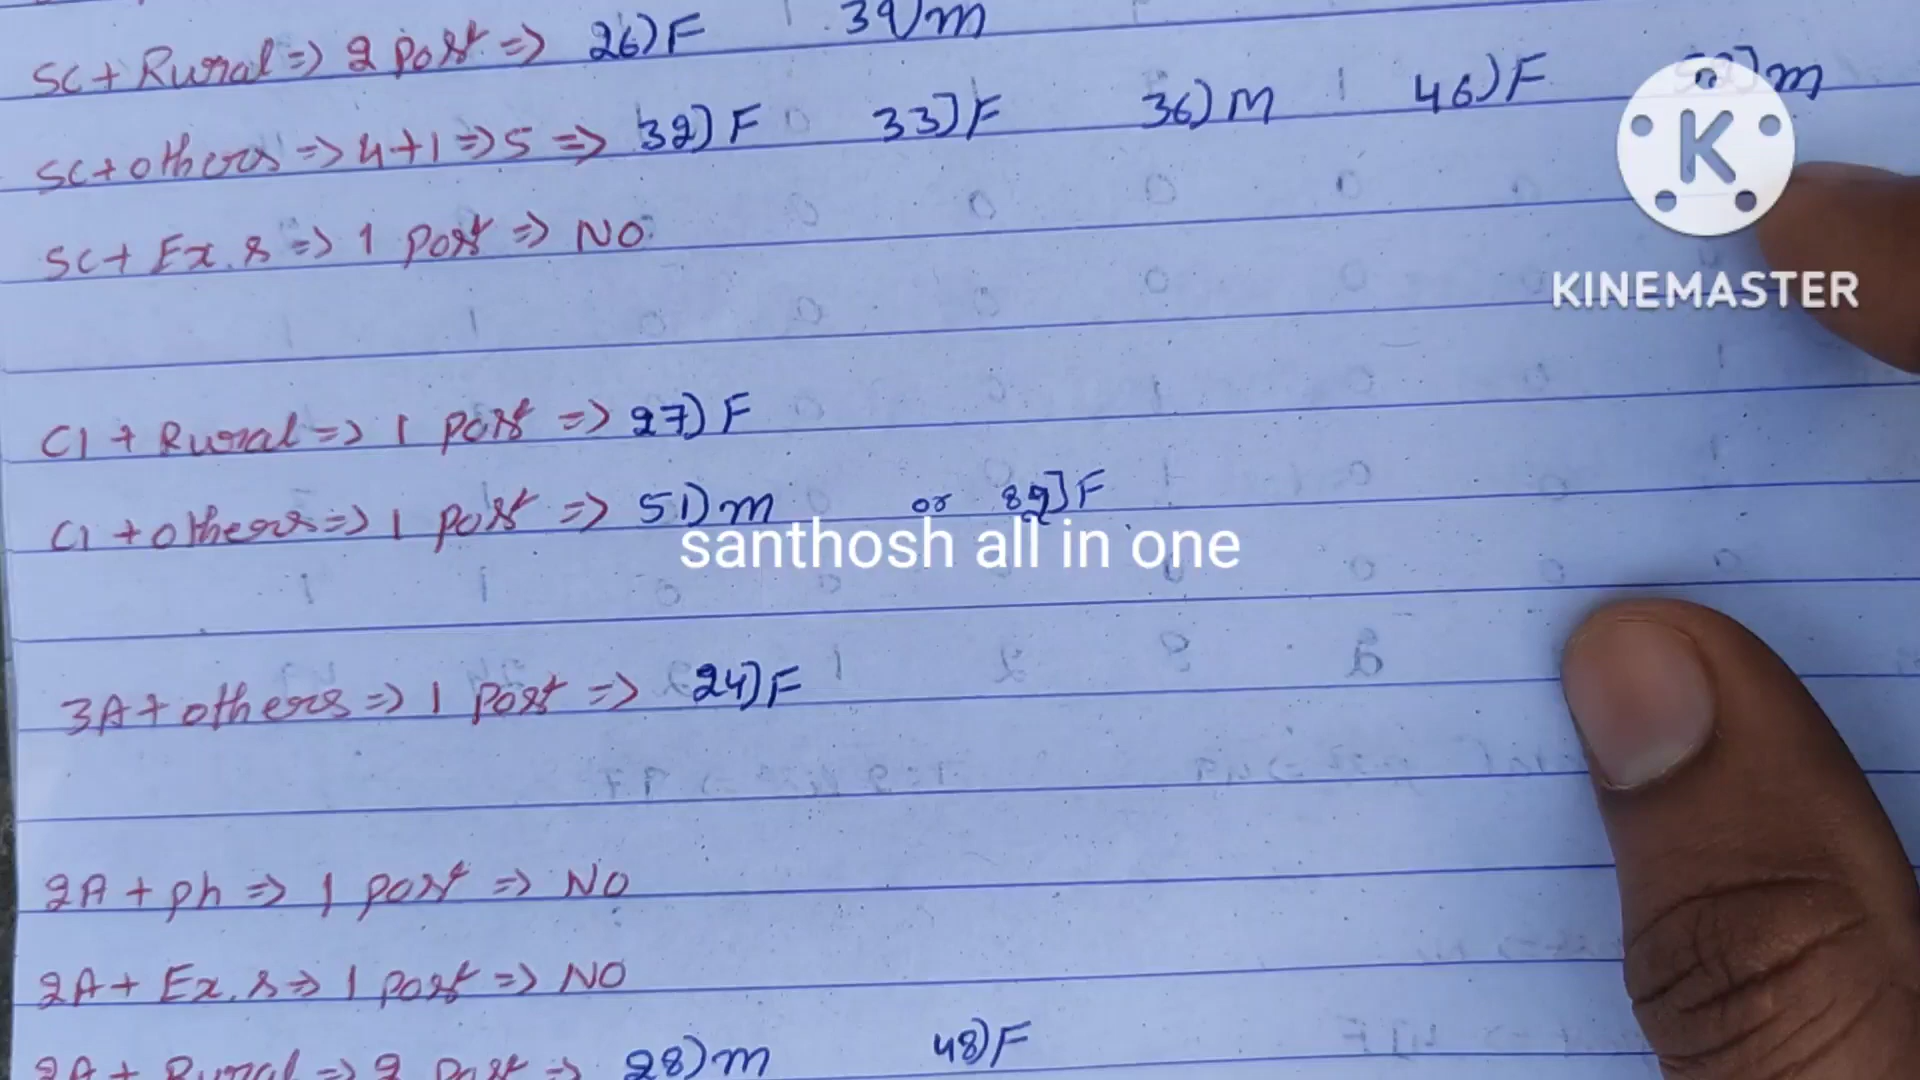 SC + Rural => 2 post => 26) F 39) m
SC + others => 4+1 => 5 => 32) F 33] F 36) M 46) F m
SC + Ex.s => 1 post => NO
C1 + Rural => 1 post => 27) F
C1 + others => 1 post => 51) m or 89] F
santhosh all in one
3A + others => 1 post => 24) F
2A + ph => 1 post => NO
2A + Ex.s => 1 post => NO
2A + Rural => 2 post => 28) m 48) F
K
KINEMASTER